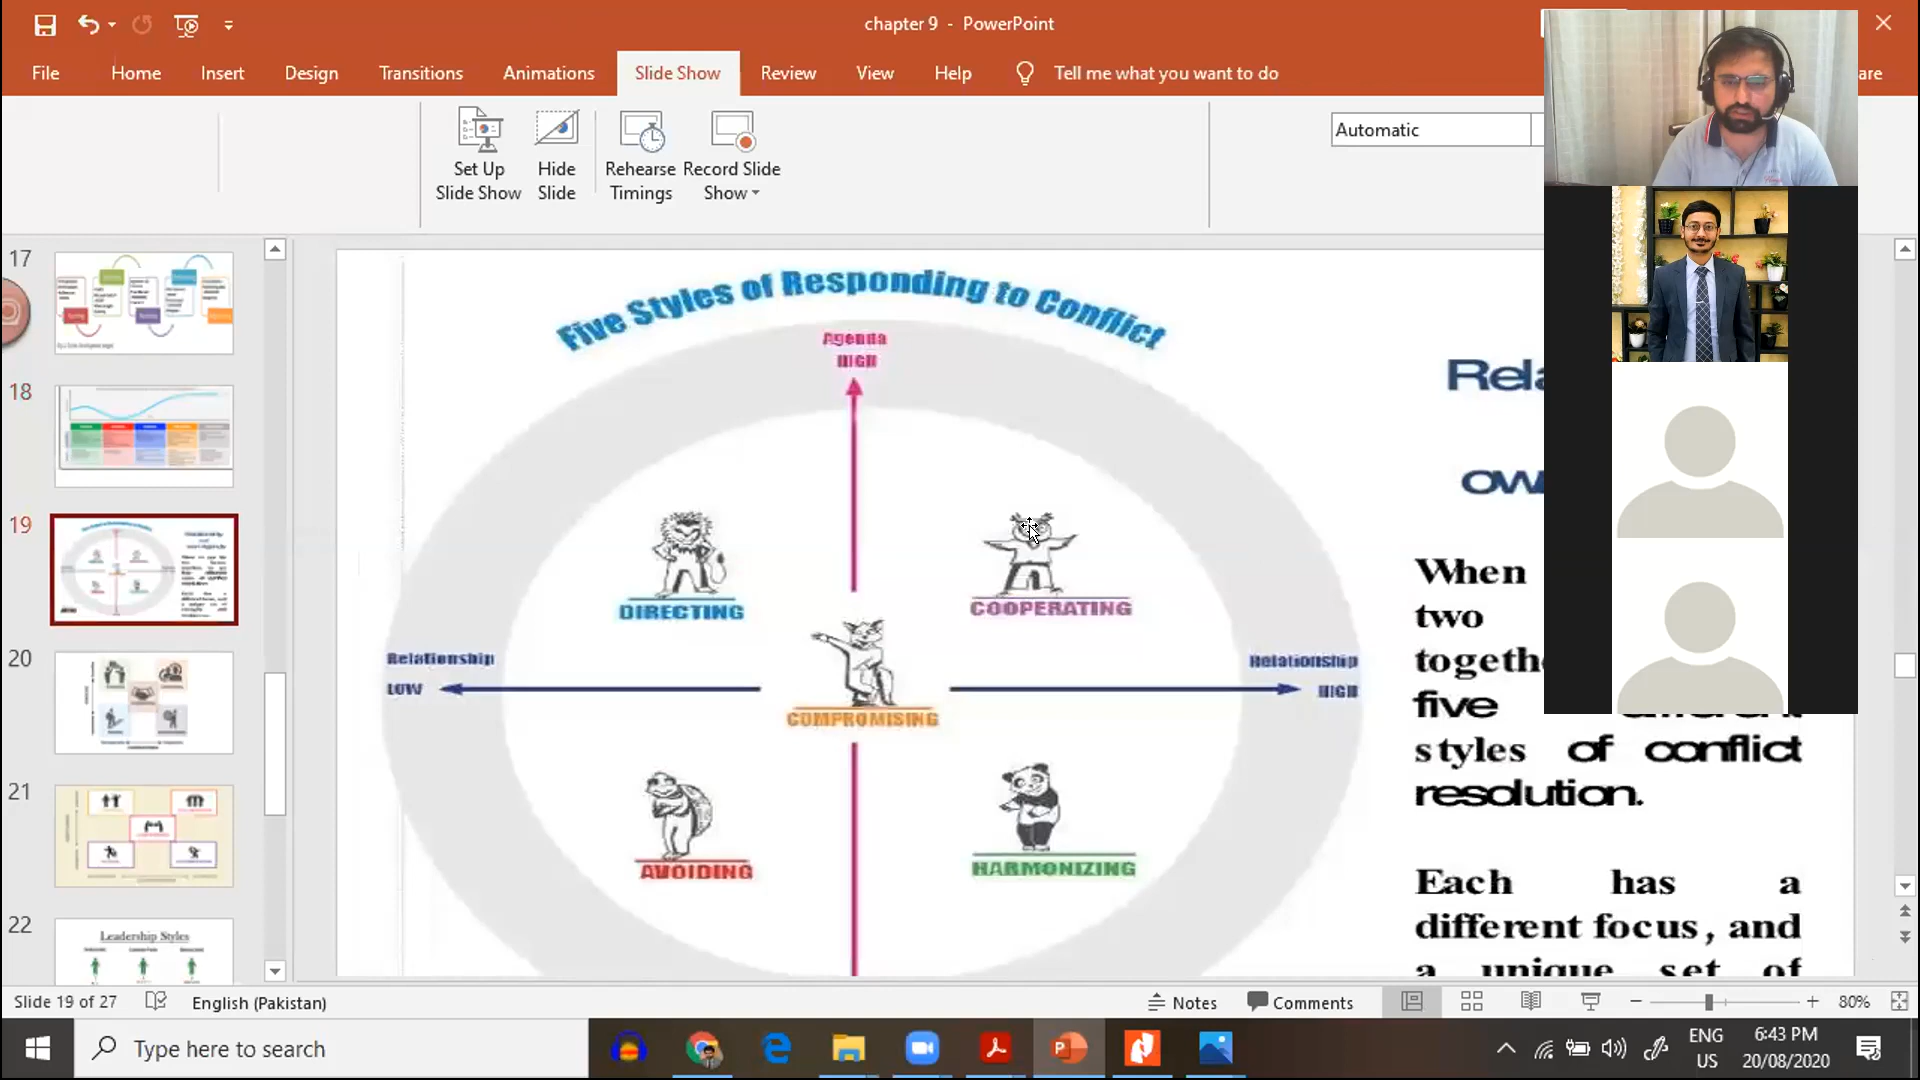 chapter 9 - PowerPoint
File Home Insert Design Transitions Animations Slide Show Review View Help Tell me what you want to do are
Set Up
Slide Show
Hide
Slide
Rehearse
Timings
Record Slide
Show
Automatic
17
18
19
20
21
22
Leadership Styles
Five Styles of Responding to Conflict
Agenda
HIGH
DIRECTING
COOPERATING
Relationship
LOW
COMPROMISING
Relationship
HIGH
AVOIDING
HARMONIZING
Rela
ow
When
two
togeth
five different
styles of conflict
resolution.
Each has a
different focus, and
a unique set of
Slide 19 of 27 English (Pakistan) Notes Comments 80%
Type here to search
ENG
US
6:43 PM
20/08/2020